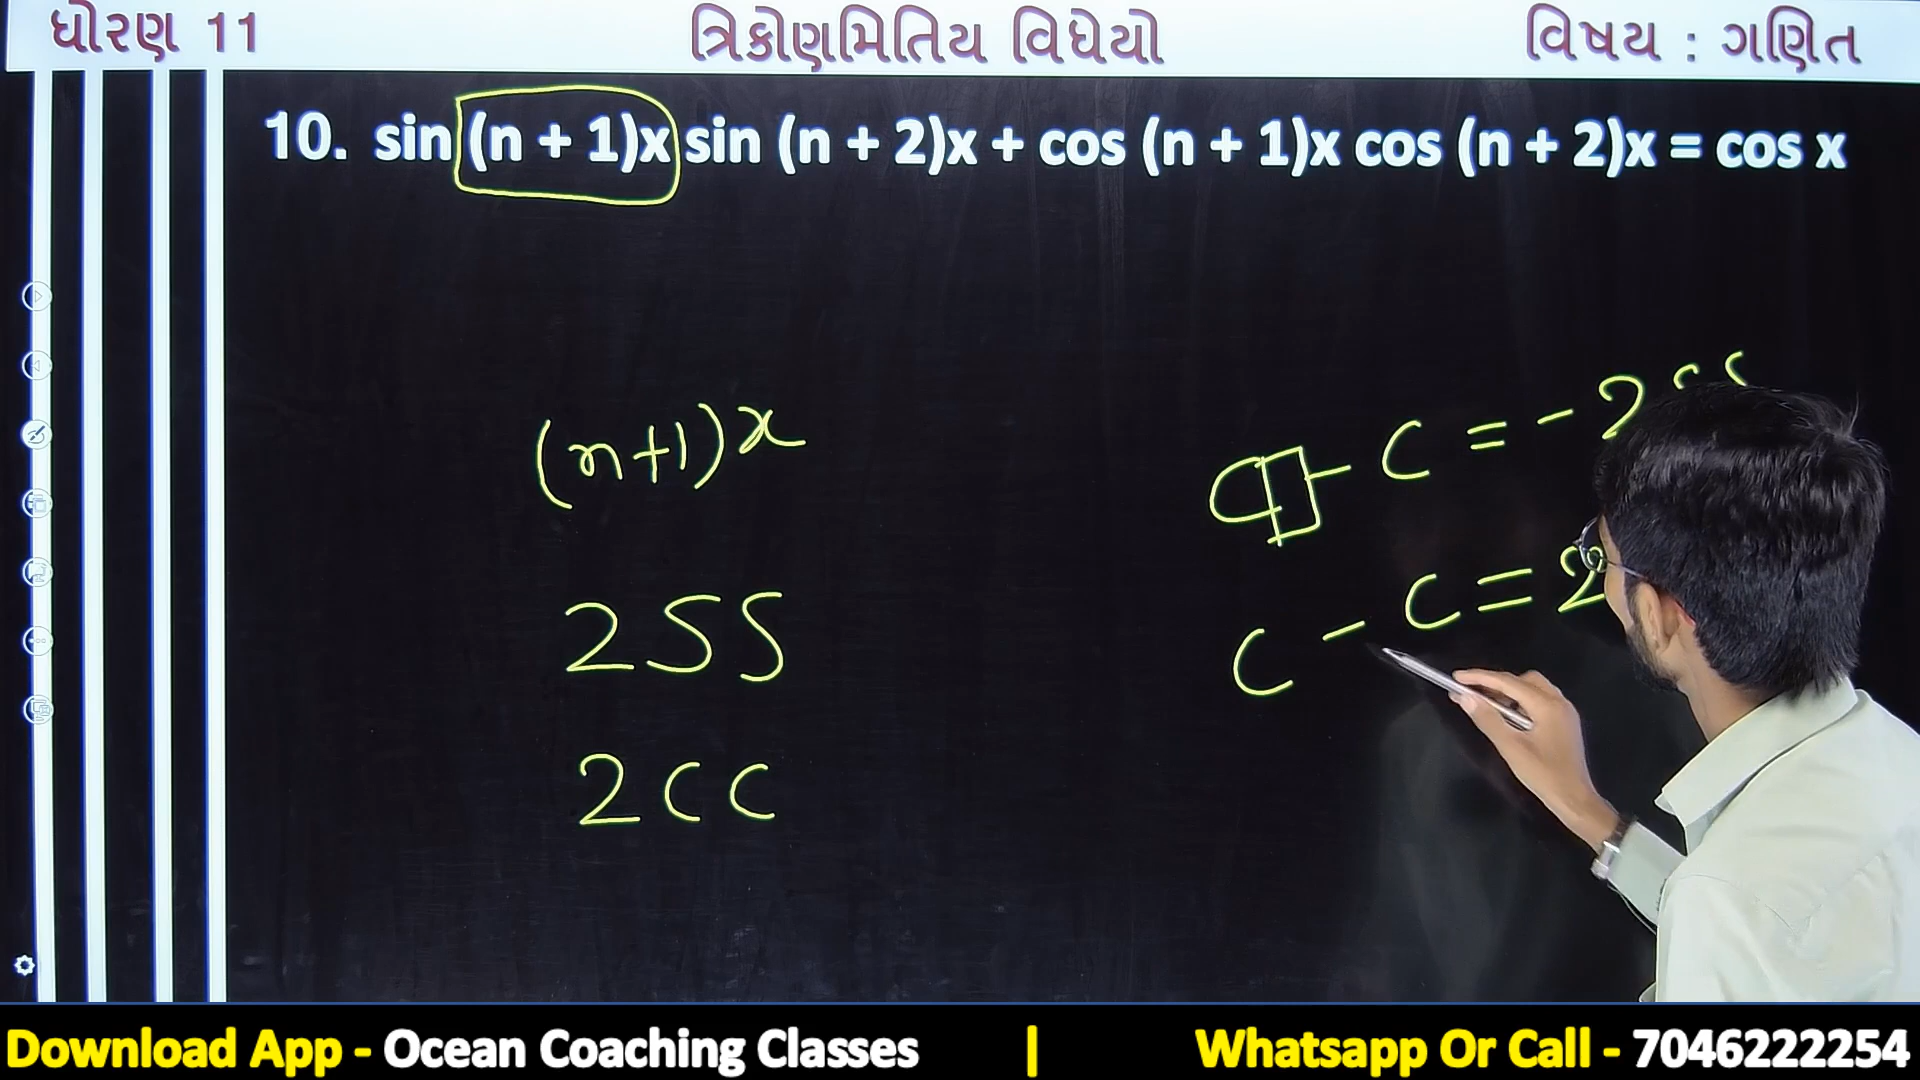 ધોરણ 11 ત્રિકોણમિતિય વિધેયો વિષય : ગણિત
10. sin (n + 1)x sin (n + 2)x + cos (n + 1)x cos (n + 2)x = cos x
(n+1)x
2SS
2CC
C - C = -2
C - C = 2
Download App - Ocean Coaching Classes | Whatsapp Or Call - 7046222254